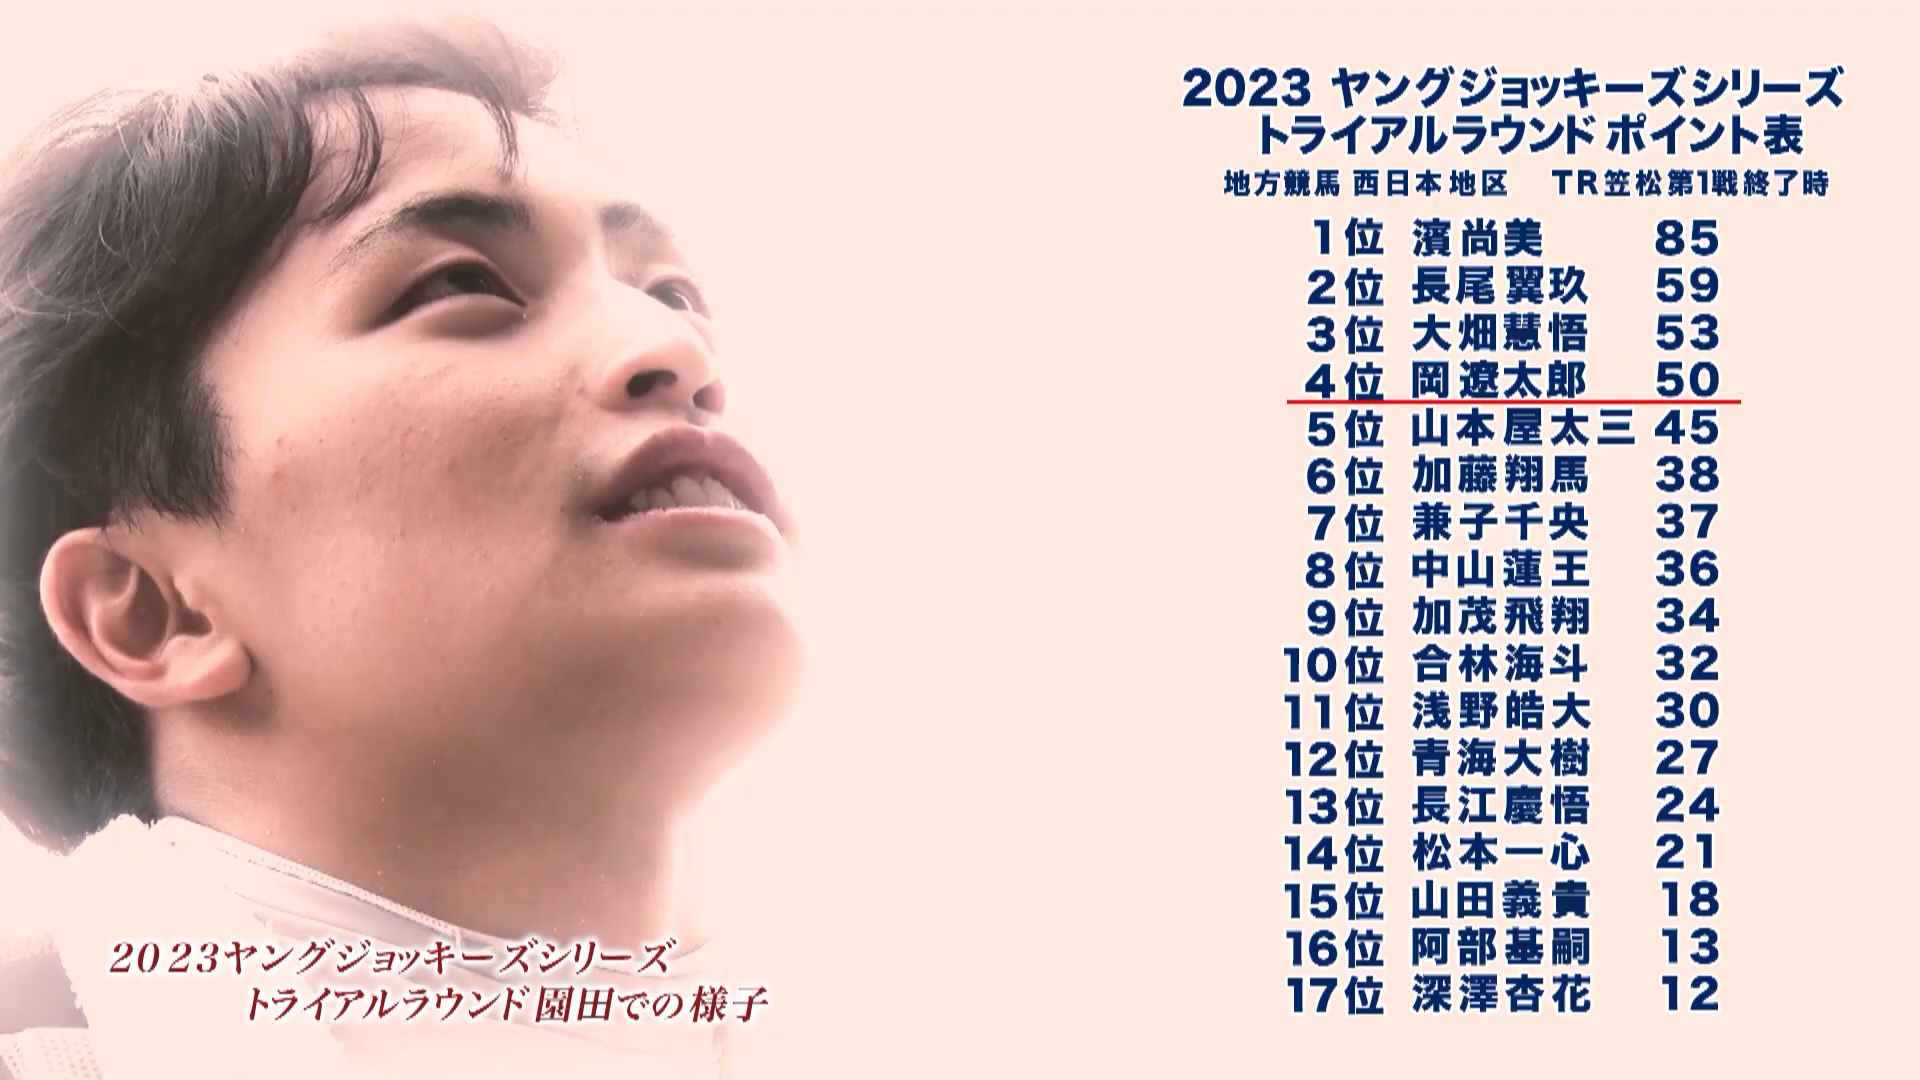 2023 ヤングジョッキーズシリーズ
トライアルラウンド ポイント表
地方競馬 西日本地区 TR笠松第1戦終了時
1位 濱尚美 85
2位 長尾翼玖 59
3位 大畑慧悟 53
4位 岡遼太郎 50
5位 山本屋太三 45
6位 加藤翔馬 38
7位 兼子千央 37
8位 中山蓮王 36
9位 加茂飛翔 34
10位 合林海斗 32
11位 浅野皓大 30
12位 青海大樹 27
13位 長江慶悟 24
14位 松本一心 21
15位 山田義貴 18
16位 阿部基嗣 13
17位 深澤杏花 12
2023ヤングジョッキーズシリーズ
トライアルラウンド園田での様子